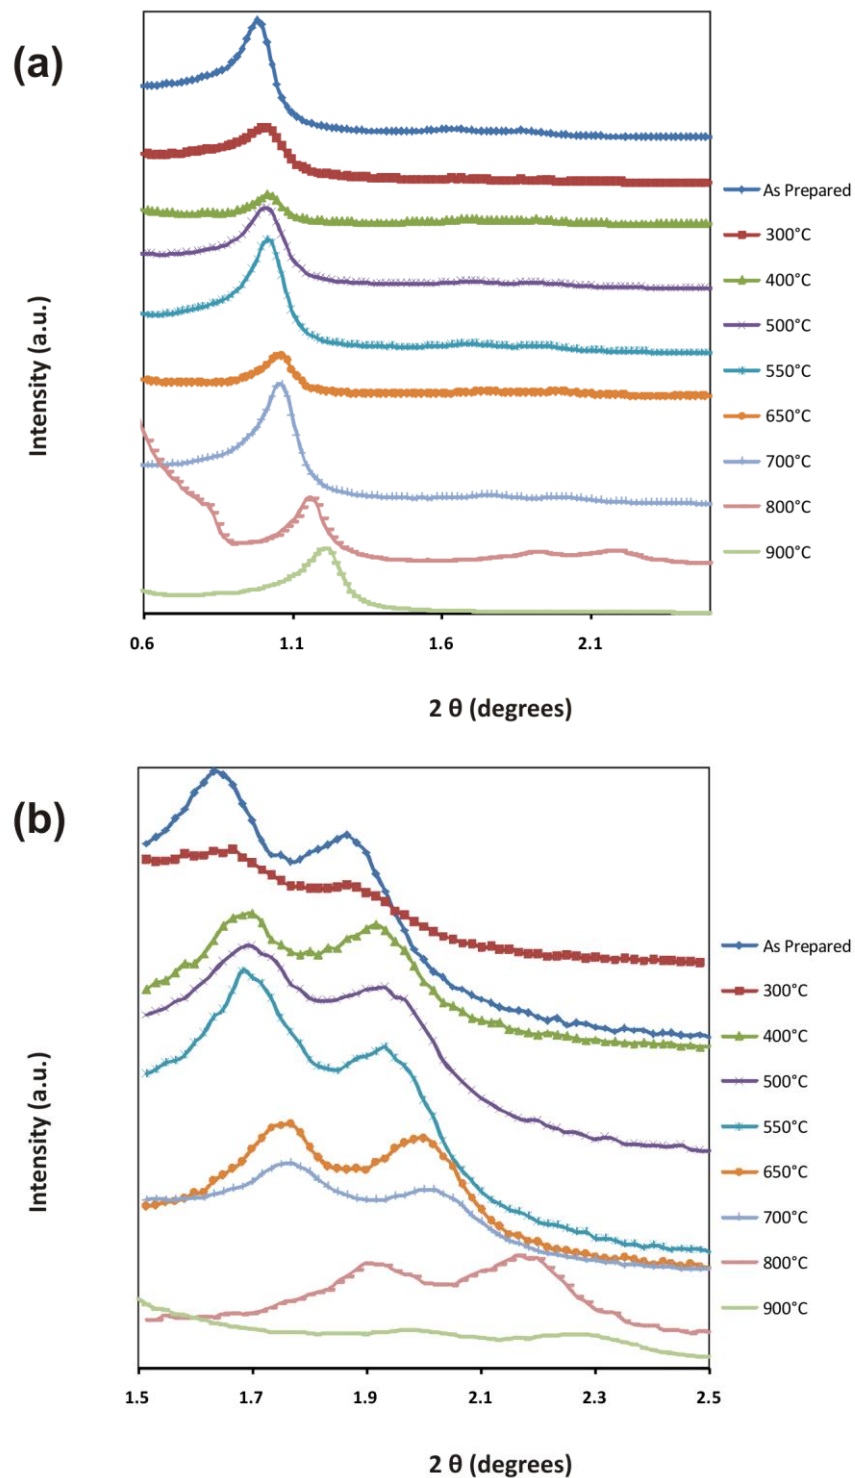 (a)
Intensity (a.u.)
As Prepared
300°C
400°C
500°C
550°C
650°C
700°C
800°C
900°C
0.6 1.1 1.6 2.1
2 θ (degrees)
(b)
Intensity (a.u.)
As Prepared
300°C
400°C
500°C
550°C
650°C
700°C
800°C
900°C
1.5 1.7 1.9 2.1 2.3 2.5
2 θ (degrees)